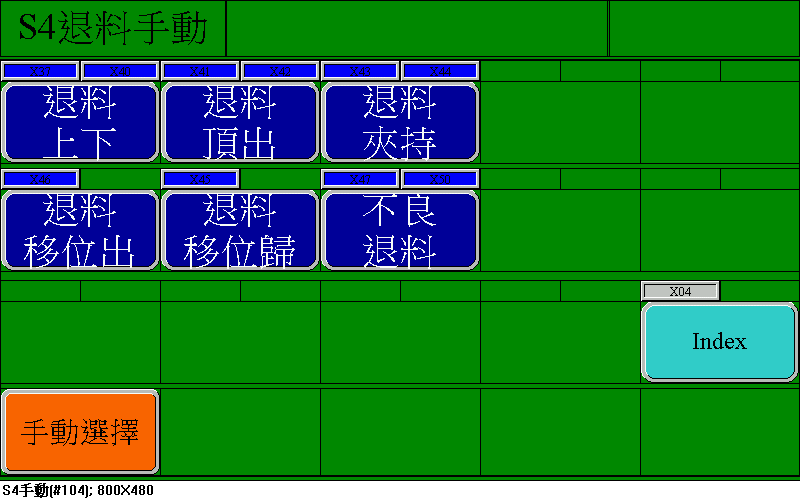 S4退料手動
退料
上下
退料
頂出
退料
夾持
退料
移位出
退料
移位歸
不良
退料
X04
Index
手動選擇
S4手動(#104); 800X480